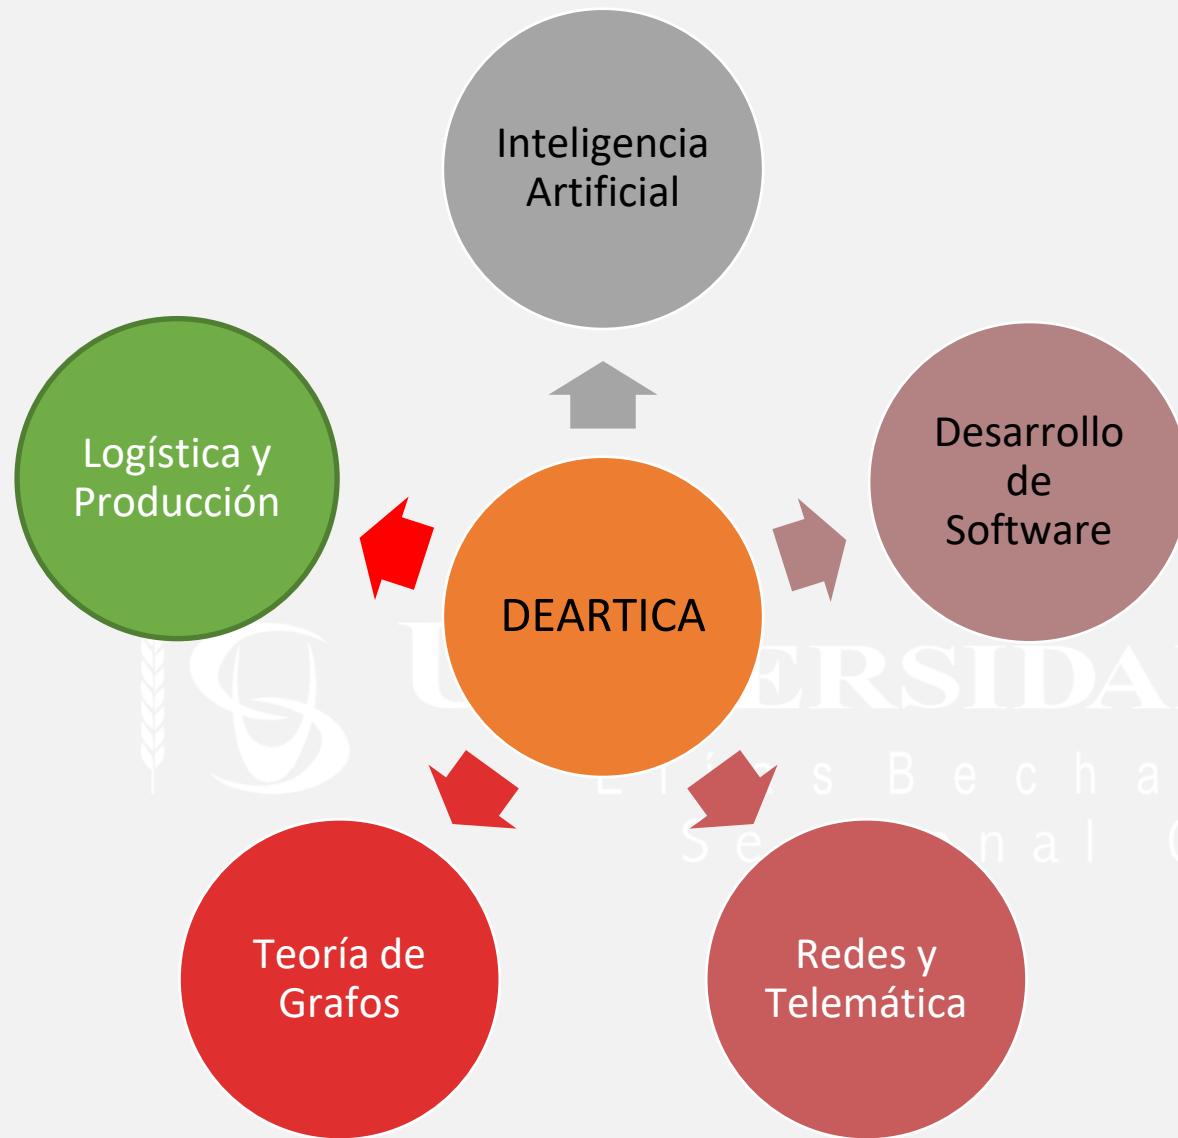 Inteligencia
Artificial
Desarrollo
de
Software
Logística y
Producción
DEARTICA
Teoría de
Grafos
Redes y
Telemática